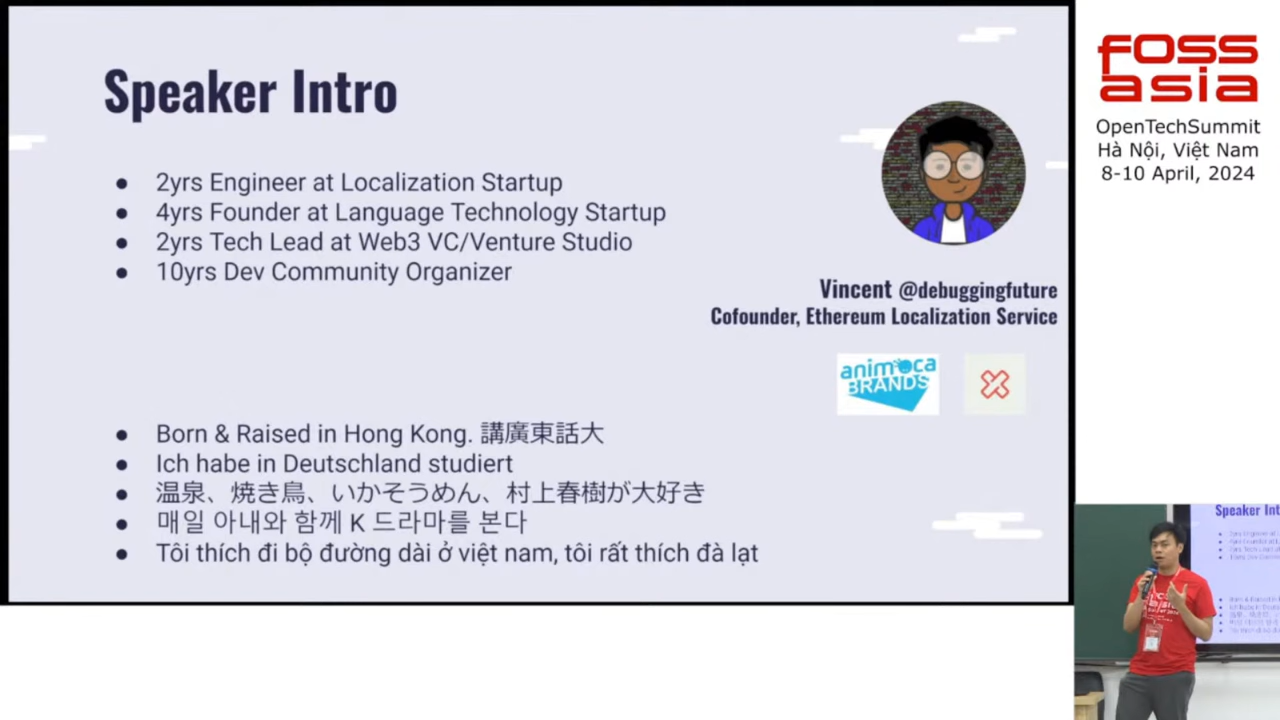 Speaker Intro
● 2yrs Engineer at Localization Startup
● 4yrs Founder at Language Technology Startup
● 2yrs Tech Lead at Web3 VC/Venture Studio
● 10yrs Dev Community Organizer
Vincent @debuggingfuture
Cofounder, Ethereum Localization Service
animoca
BRANDS
● Born & Raised in Hong Kong. 講廣東話大
● Ich habe in Deutschland studiert
● 温泉、焼き鳥、いかそうめん、村上春樹が大好き
● 매일 아내와 함께 K 드라마를 본다
● Tôi thích đi bộ đường dài ở việt nam, tôi rất thích đà lạt
fOSS
asia
OpenTechSummit
Hà Nội, Việt Nam
8-10 April, 2024
Speaker Int